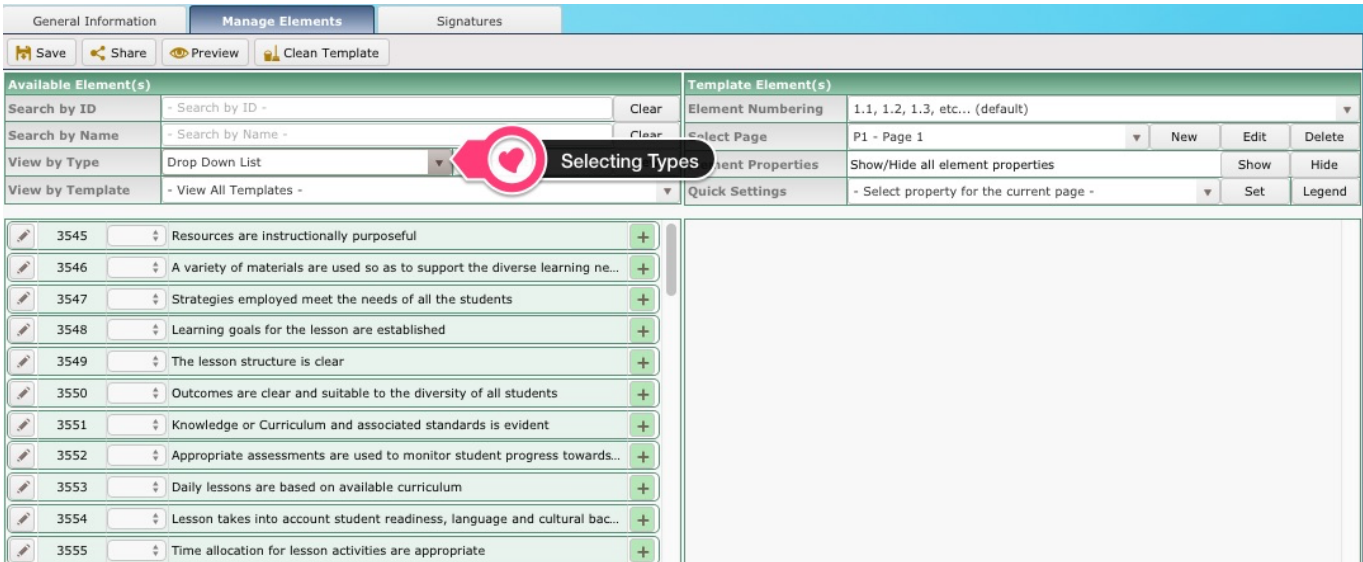 General Information Manage Elements Signatures
Save Share Preview Clean Template
Available Element(s) Template Element(s)
Search by ID - Search by ID - Clear Element Numbering 1.1, 1.2, 1.3, etc... (default)
Search by Name - Search by Name - Clear Select Page P1 - Page 1 New Edit Delete
View by Type Drop Down List Selecting Types ent Properties Show/Hide all element properties Show Hide
View by Template - View All Templates - Quick Settings - Select property for the current page - Set Legend
3545 Resources are instructionally purposeful +
3546 A variety of materials are used so as to support the diverse learning ne... +
3547 Strategies employed meet the needs of all the students +
3548 Learning goals for the lesson are established +
3549 The lesson structure is clear +
3550 Outcomes are clear and suitable to the diversity of all students +
3551 Knowledge or Curriculum and associated standards is evident +
3552 Appropriate assessments are used to monitor student progress towards... +
3553 Daily lessons are based on available curriculum +
3554 Lesson takes into account student readiness, language and cultural bac... +
3555 Time allocation for lesson activities are appropriate +